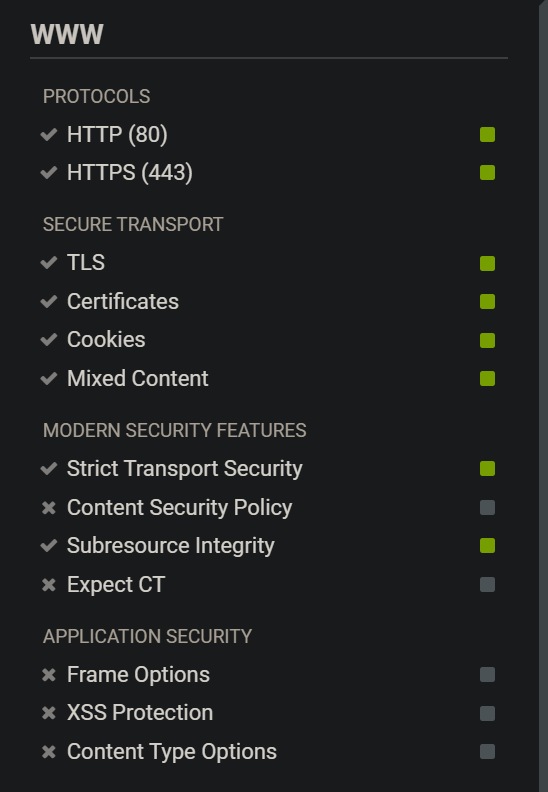 WWW
PROTOCOLS
HTTP (80)
HTTPS (443)
SECURE TRANSPORT
TLS
Certificates
Cookies
Mixed Content
MODERN SECURITY FEATURES
Strict Transport Security
Content Security Policy
Subresource Integrity
Expect CT
APPLICATION SECURITY
Frame Options
XSS Protection
Content Type Options